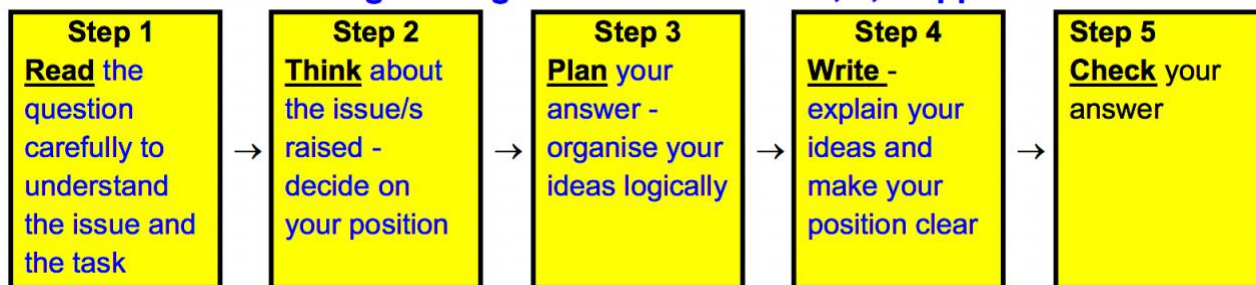 Step 1
Read the
question
carefully to
understand
the issue and
the task
→
Step 2
Think about
the issue/s
raised -
decide on
your position
→
Step 3
Plan your
answer -
organise your
ideas logically
→
Step 4
Write -
explain your
ideas and
make your
position clear
→
Step 5
Check your
answer